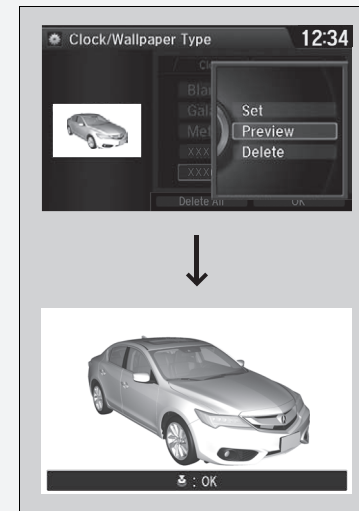 Clock/Wallpaper Type 12:34
Set
Preview
Delete
Delete All OK
: OK